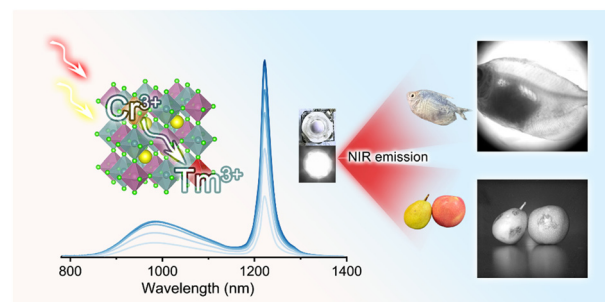 Cr3+
Tm3+
NIR emission
800
1000
1200
1400
Wavelength (nm)